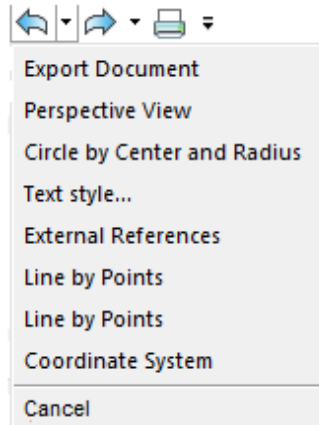 Export Document
Perspective View
Circle by Center and Radius
Text style...
External References
Line by Points
Line by Points
Coordinate System
Cancel